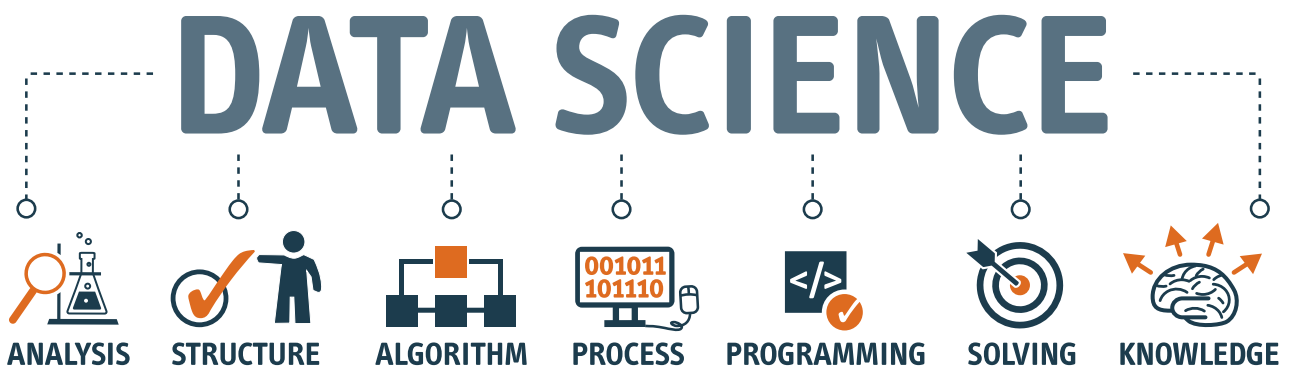 DATA SCIENCE
001011
101110
</>
ANALYSIS STRUCTURE ALGORITHM PROCESS PROGRAMMING SOLVING KNOWLEDGE